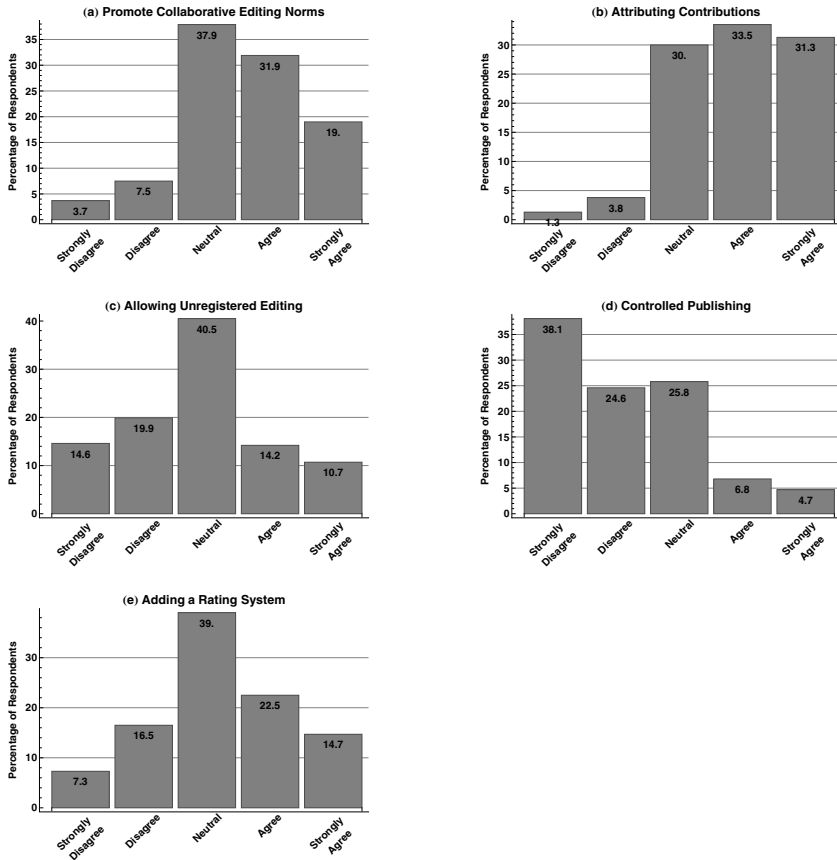 (a) Promote Collaborative Editing Norms
Percentage of Respondents
35
30
25
20
15
10
5
0
3.7
7.5
37.9
31.9
19.
Strongly
Disagree
Disagree
Neutral
Agree
Strongly
Agree
(b) Attributing Contributions
Percentage of Respondents
30
25
20
15
10
5
0
1.3
3.8
30.
33.5
31.3
Strongly
Disagree
Disagree
Neutral
Agree
Strongly
Agree
(c) Allowing Unregistered Editing
Percentage of Respondents
40
30
20
10
0
14.6
19.9
40.5
14.2
10.7
Strongly
Disagree
Disagree
Neutral
Agree
Strongly
Agree
(d) Controlled Publishing
Percentage of Respondents
35
30
25
20
15
10
5
0
38.1
24.6
25.8
6.8
4.7
Strongly
Disagree
Disagree
Neutral
Agree
Strongly
Agree
(e) Adding a Rating System
Percentage of Respondents
30
20
10
0
7.3
16.5
39.
22.5
14.7
Strongly
Disagree
Disagree
Neutral
Agree
Strongly
Agree